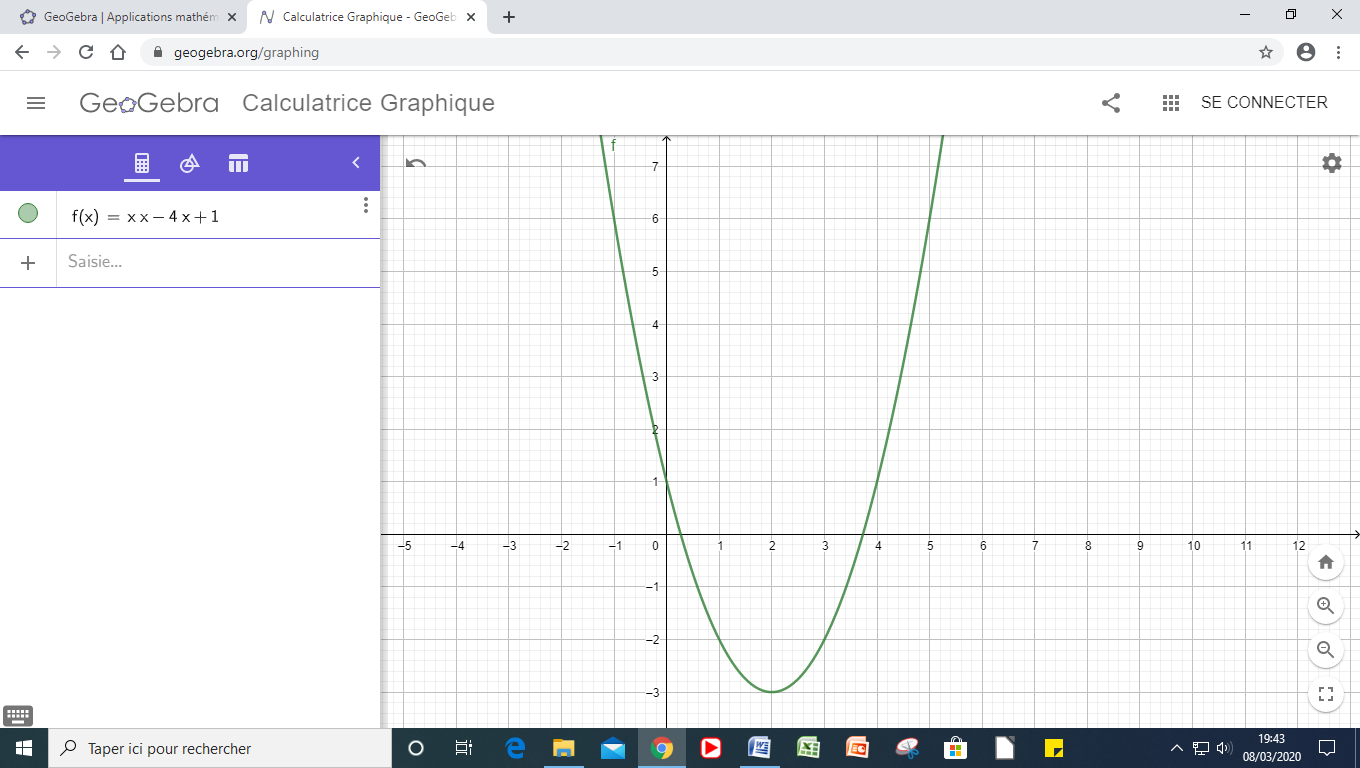 GeoGebra | Applications mathém
Calculatrice Graphique - GeoGeb
geogebra.org/graphing
GeoGebra Calculatrice Graphique
SE CONNECTER
f(x) = x x − 4 x + 1
Saisie...
f
7
6
5
4
3
2
1
−5 −4 −3 −2 −1 0 1 2 3 4 5 6 7 8 9 10 11 12
−1
−2
−3
Taper ici pour rechercher
19:43
08/03/2020